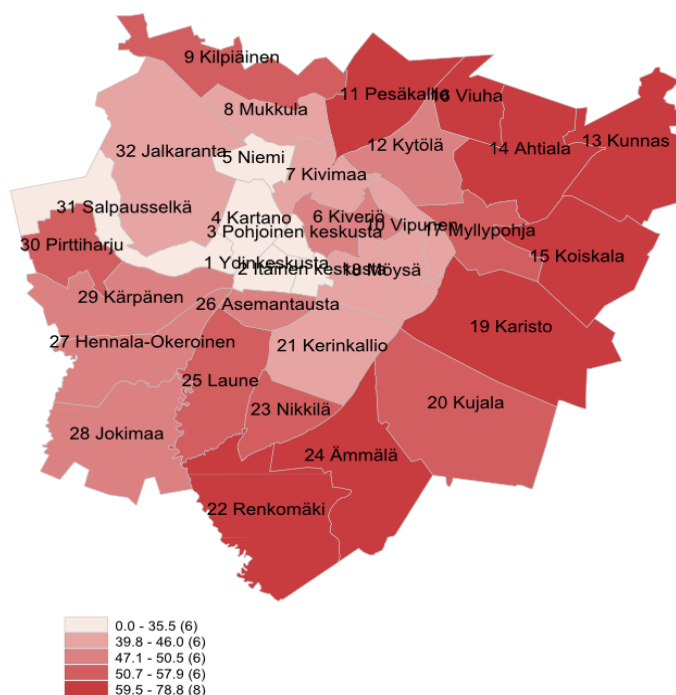 9 Kilpiäinen
11 Pesäkallio
16 Viuha
8 Mukkula
13 Kunnas
12 Kytölä
14 Ahtiala
32 Jalkaranta
5 Niemi
7 Kivimaa
31 Salpausselkä
4 Kartano
6 Kiveriö
10 Vipunen
3 Pohjoinen keskusta
17 Myllypohja
30 Pirttiharju
15 Koiskala
1 Ydinkeskusta
2 Itäinen keskusta
18 Möysä
29 Kärpänen
26 Asemantausta
19 Karisto
27 Hennala-Okeroinen
21 Kerinkallio
25 Laune
20 Kujala
23 Nikkilä
28 Jokimaa
24 Ämmälä
22 Renkomäki
0.0 - 35.5 (6)
39.8 - 46.0 (6)
47.1 - 50.5 (6)
50.7 - 57.9 (6)
59.5 - 78.8 (8)